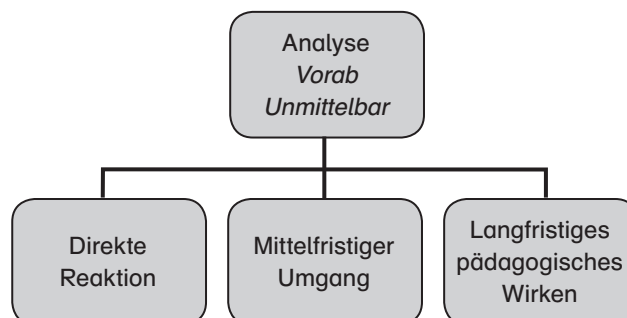 Analyse
Vorab
Unmittelbar
Direkte
Reaktion
Mittelfristiger
Umgang
Langfristiges
pädagogisches
Wirken